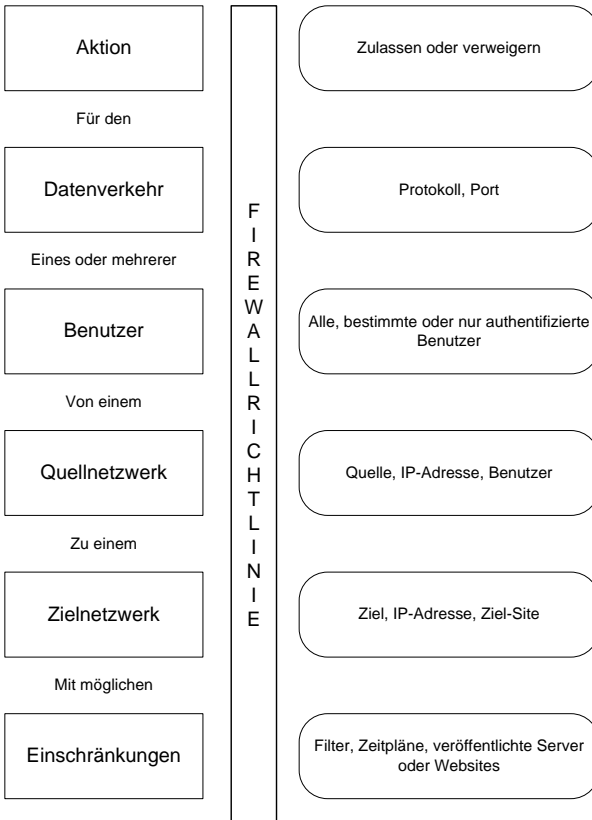 Aktion
Für den
Datenverkehr
Eines oder mehrerer
Benutzer
Von einem
Quellnetzwerk
Zu einem
Zielnetzwerk
Mit möglichen
Einschränkungen
FIREWALLRICHTLINIE
Zulassen oder verweigern
Protokoll, Port
Alle, bestimmte oder nur authentifizierte
Benutzer
Quelle, IP-Adresse, Benutzer
Ziel, IP-Adresse, Ziel-Site
Filter, Zeitpläne, veröffentlichte Server
oder Websites